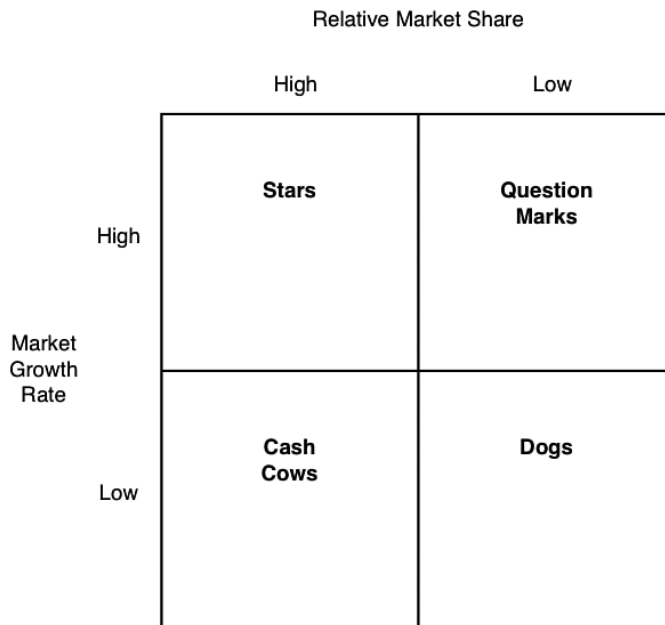 Relative Market Share
High
Low
Stars
Question
Marks
High
Market
Growth
Rate
Cash
Cows
Dogs
Low